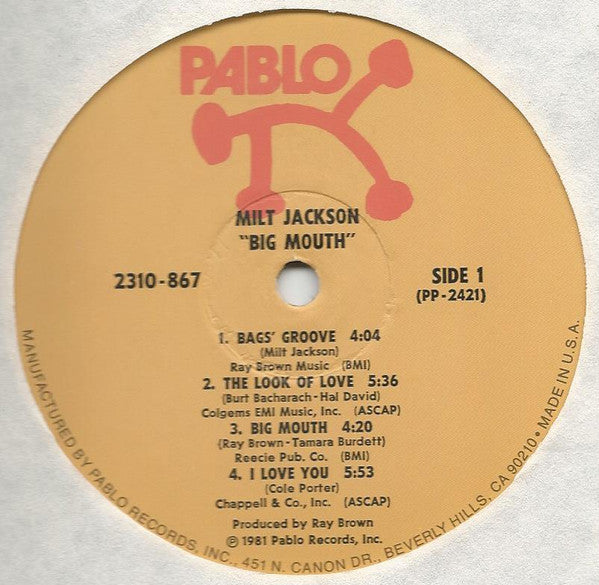 PABLO
MILT JACKSON
"BIG MOUTH"
2310-867
SIDE 1
(PP-2421)
1. BAGS' GROOVE 4:04
(Milt Jackson)
Ray Brown Music (BMI)
2. THE LOOK OF LOVE 5:36
(Burt Bacharach-Hal David)
Colgems EMI Music, Inc. (ASCAP)
3. BIG MOUTH 4:20
(Ray Brown-Tamara Burdett)
Reecie Pub. Co. (BMI)
4. I LOVE YOU 5:53
(Cole Porter)
Chappell & Co., Inc. (ASCAP)
Produced by Ray Brown
℗ 1981 Pablo Records, Inc.
MANUFACTURED BY PABLO RECORDS, INC., 451 N. CANON DR., BEVERLY HILLS, CA 90210 • MADE IN U.S.A.